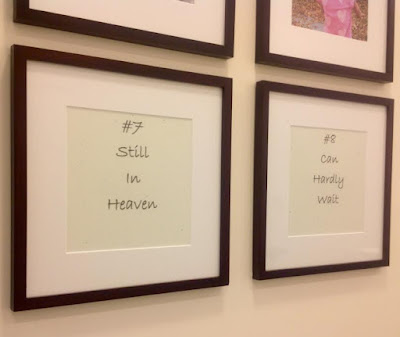 #7
Still
In
Heaven
#8
Can
Hardly
Wait